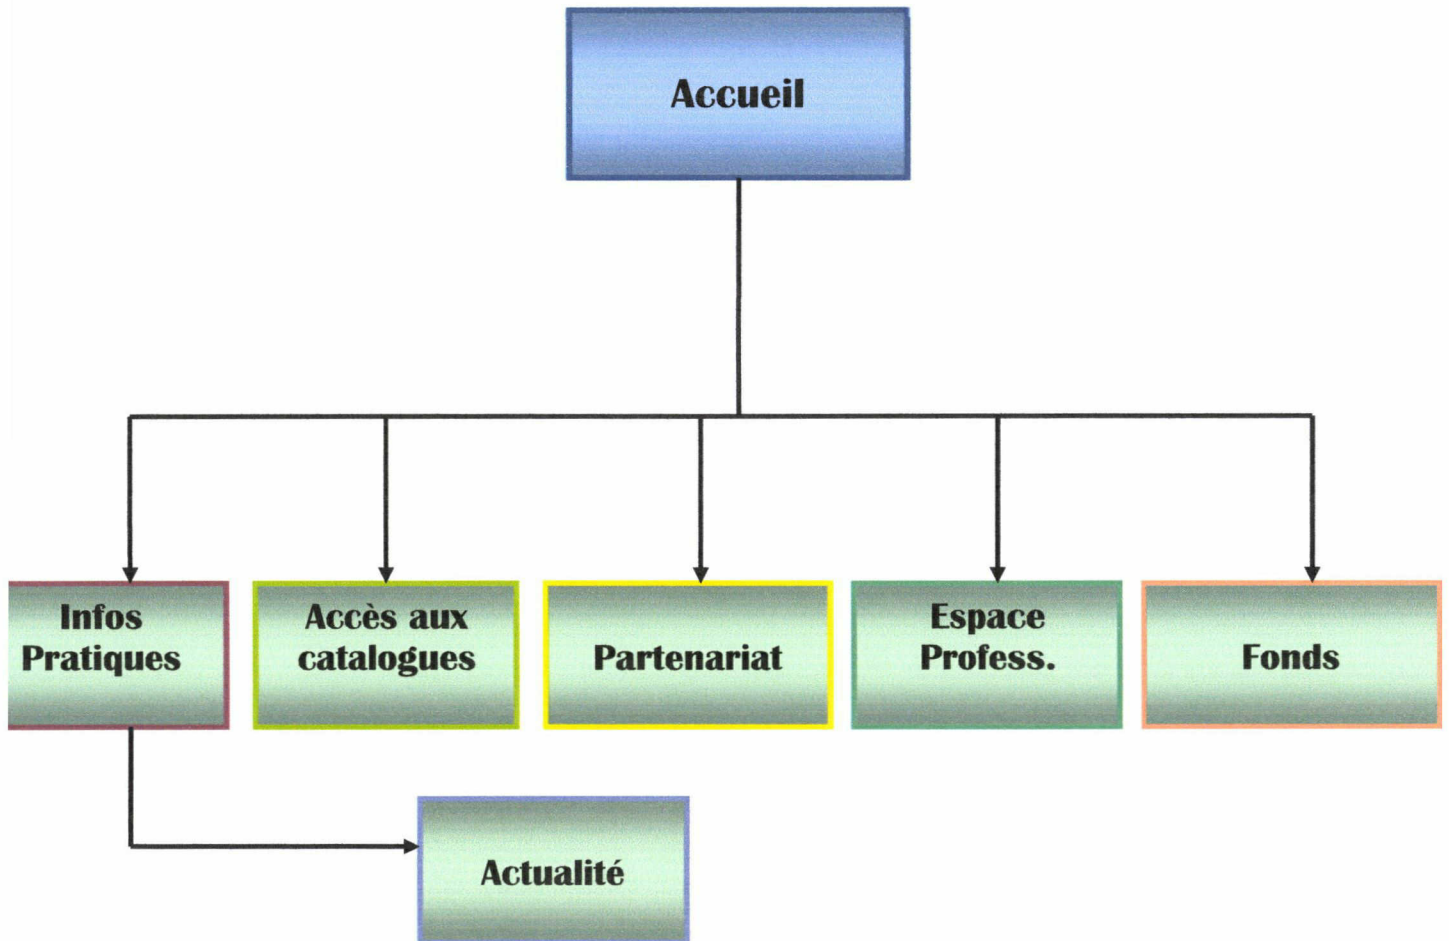 Accueil
Infos
Pratiques
Accès aux
catalogues
Partenariat
Espace
Profess.
Fonds
Actualité